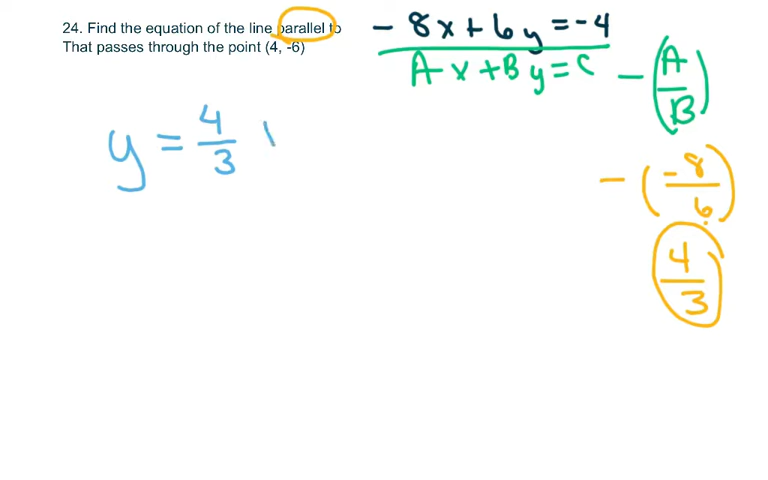 24. Find the equation of the line parallel to
That passes through the point (4, -6)
- 8x + 6y = -4
Ax + By = C
- (A/B)
- (-8/6)
4/3
y = 4/3